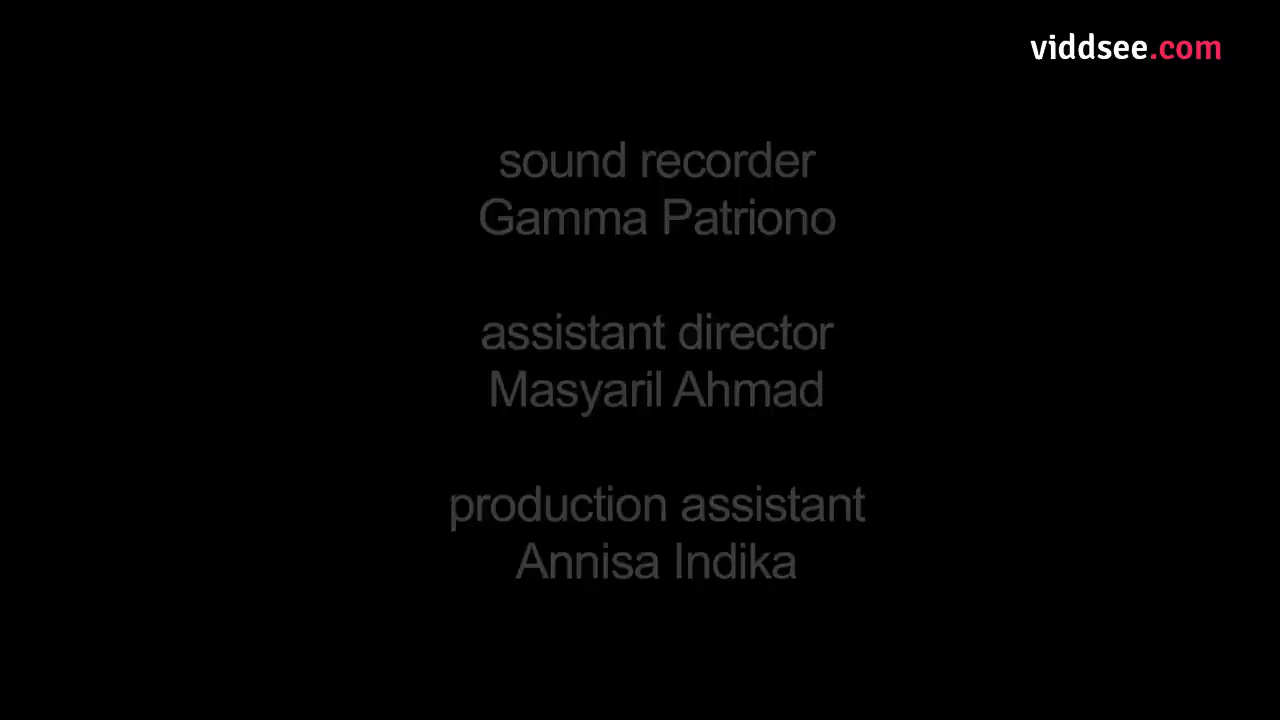 viddsee.com
sound recorder
Gamma Patriono
assistant director
Masyaril Ahmad
production assistant
Annisa Indika